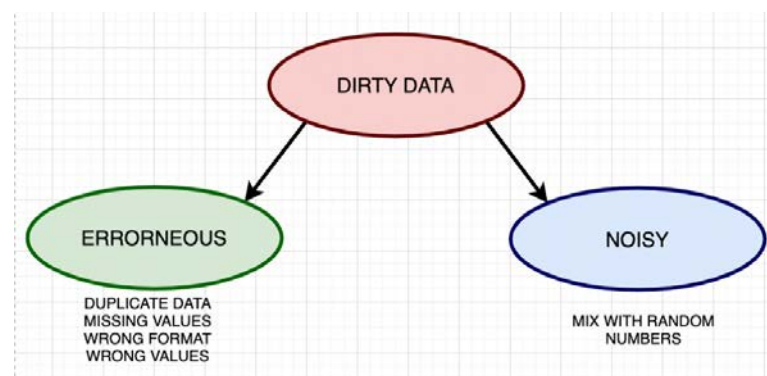 DIRTY DATA
ERRORNEOUS
NOISY
DUPLICATE DATA
MISSING VALUES
WRONG FORMAT
WRONG VALUES
MIX WITH RANDOM
NUMBERS